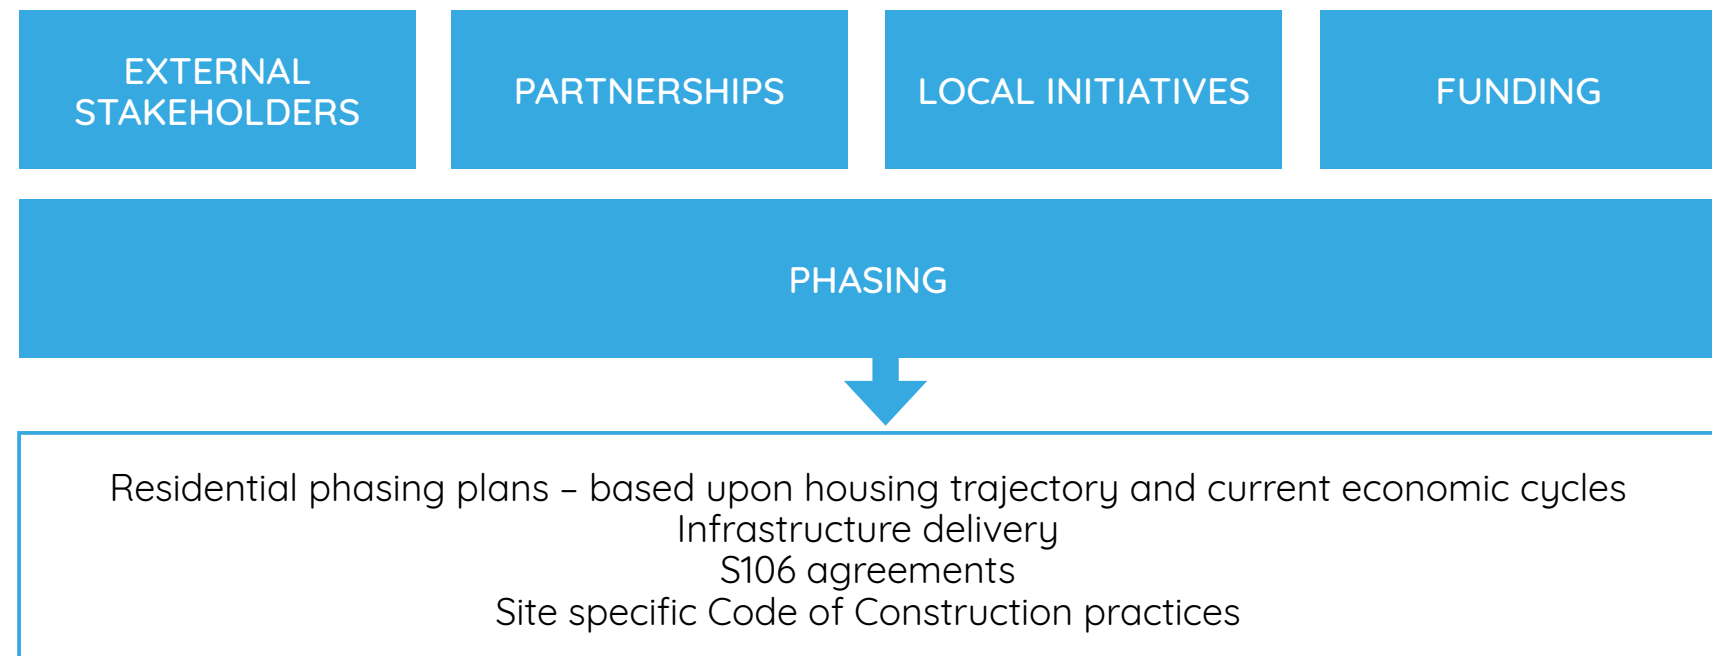 EXTERNAL
STAKEHOLDERS
PARTNERSHIPS
LOCAL INITIATIVES
FUNDING
PHASING
Residential phasing plans – based upon housing trajectory and current economic cycles
Infrastructure delivery
S106 agreements
Site specific Code of Construction practices